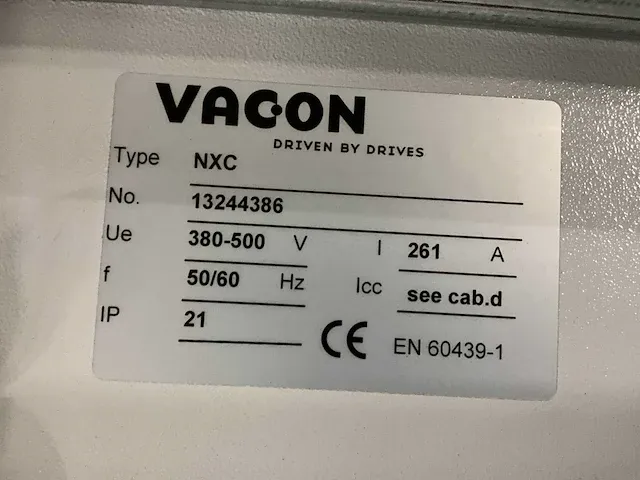 VACON
DRIVEN BY DRIVES
Type NXC
No. 13244386
Ue 380-500 V I 261 A
f 50/60 Hz Icc see cab.d
IP 21 CE EN 60439-1